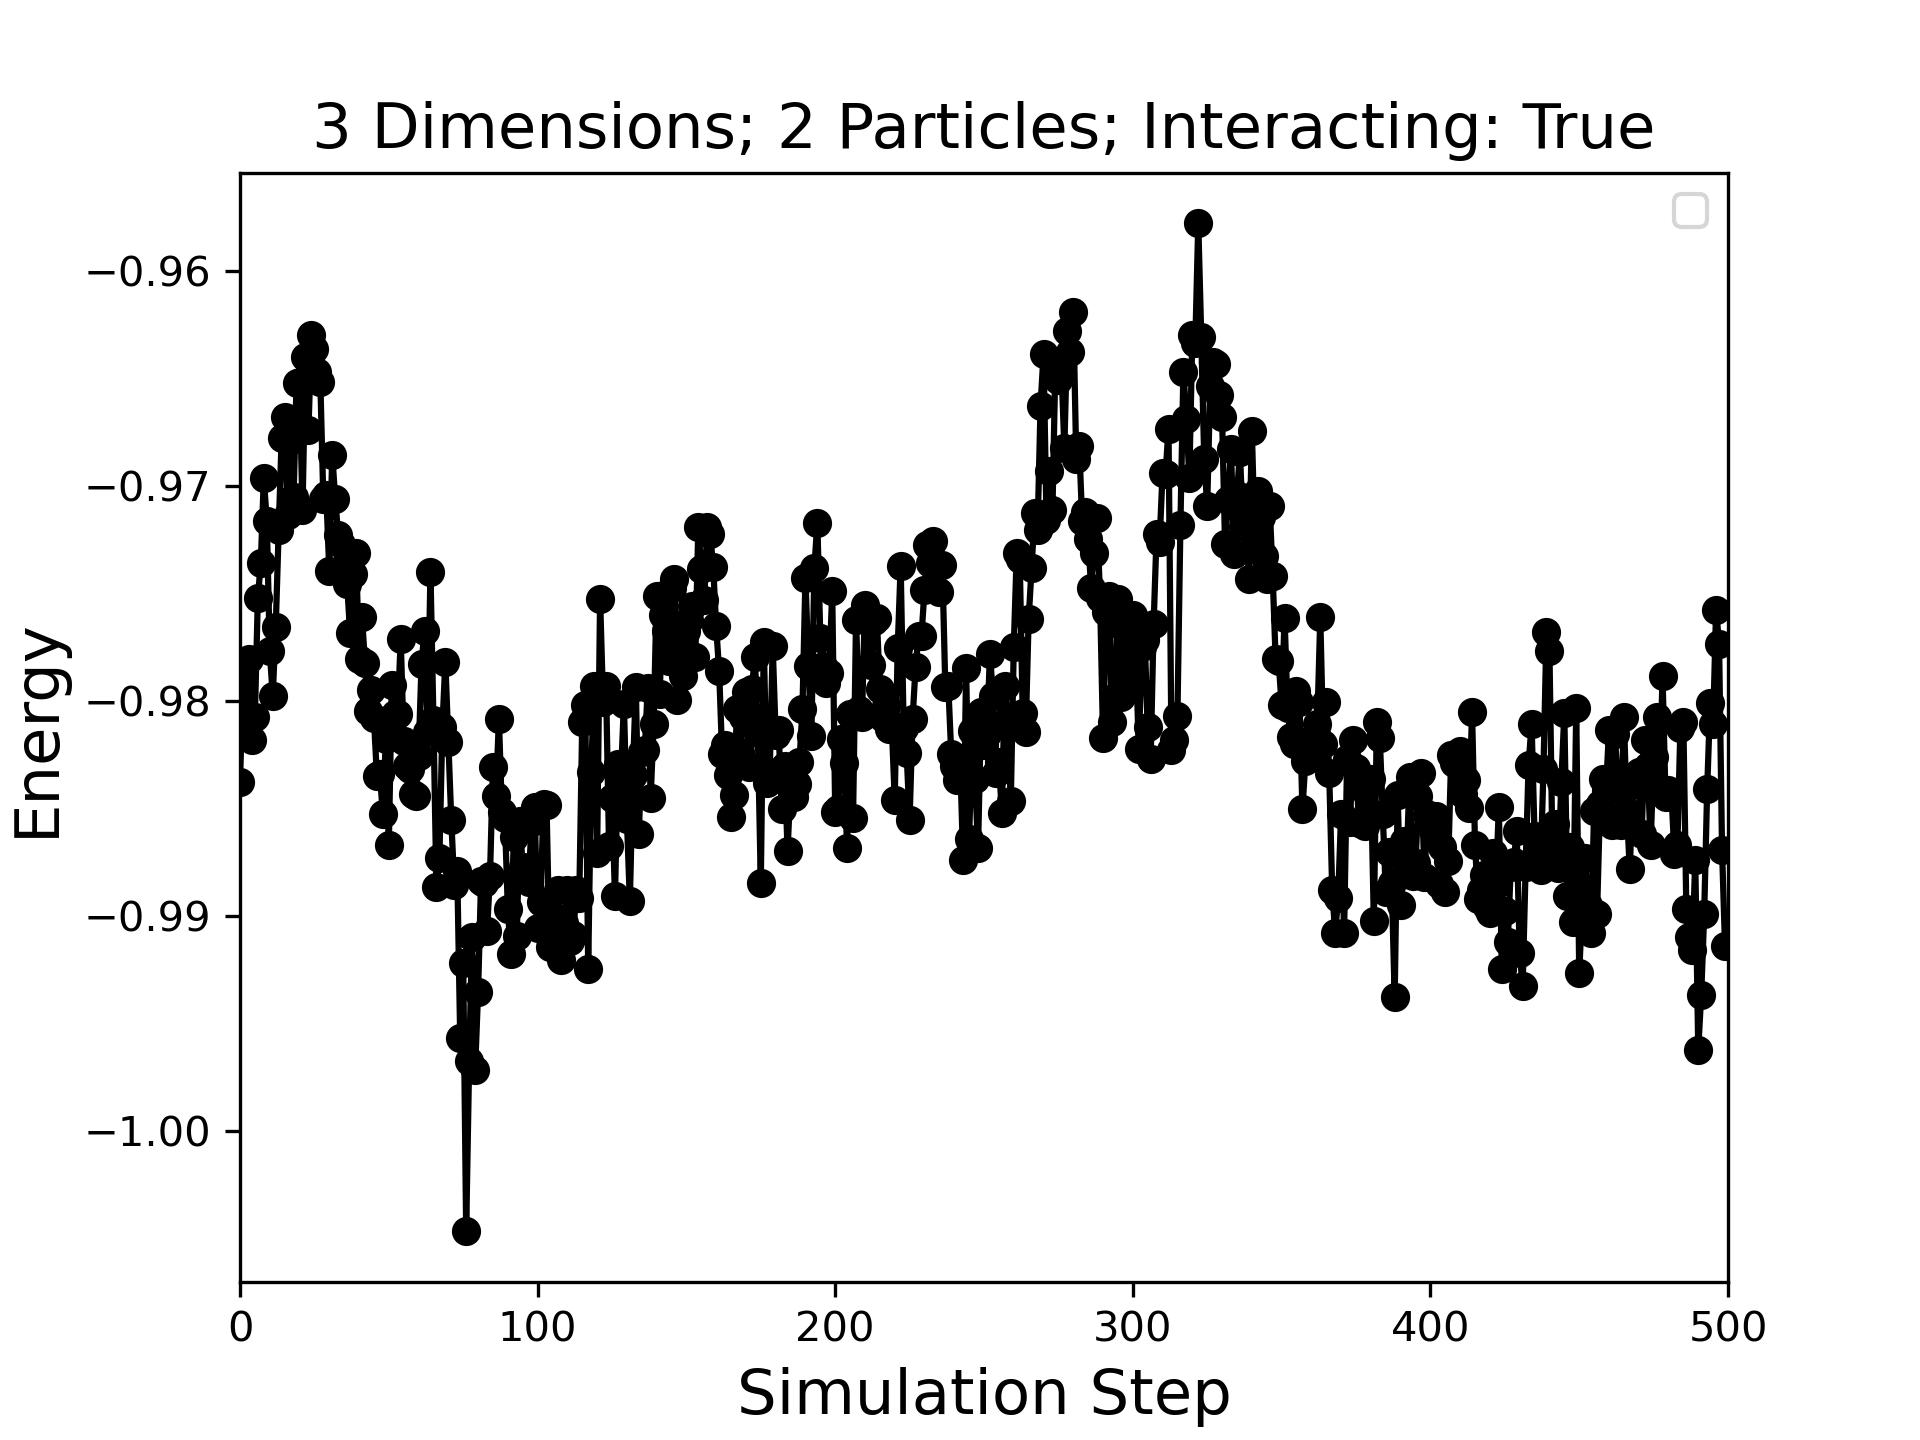 3 Dimensions; 2 Particles; Interacting: True
−0.96
−0.97
−0.98
−0.99
−1.00
Energy
0 100 200 300 400 500
Simulation Step